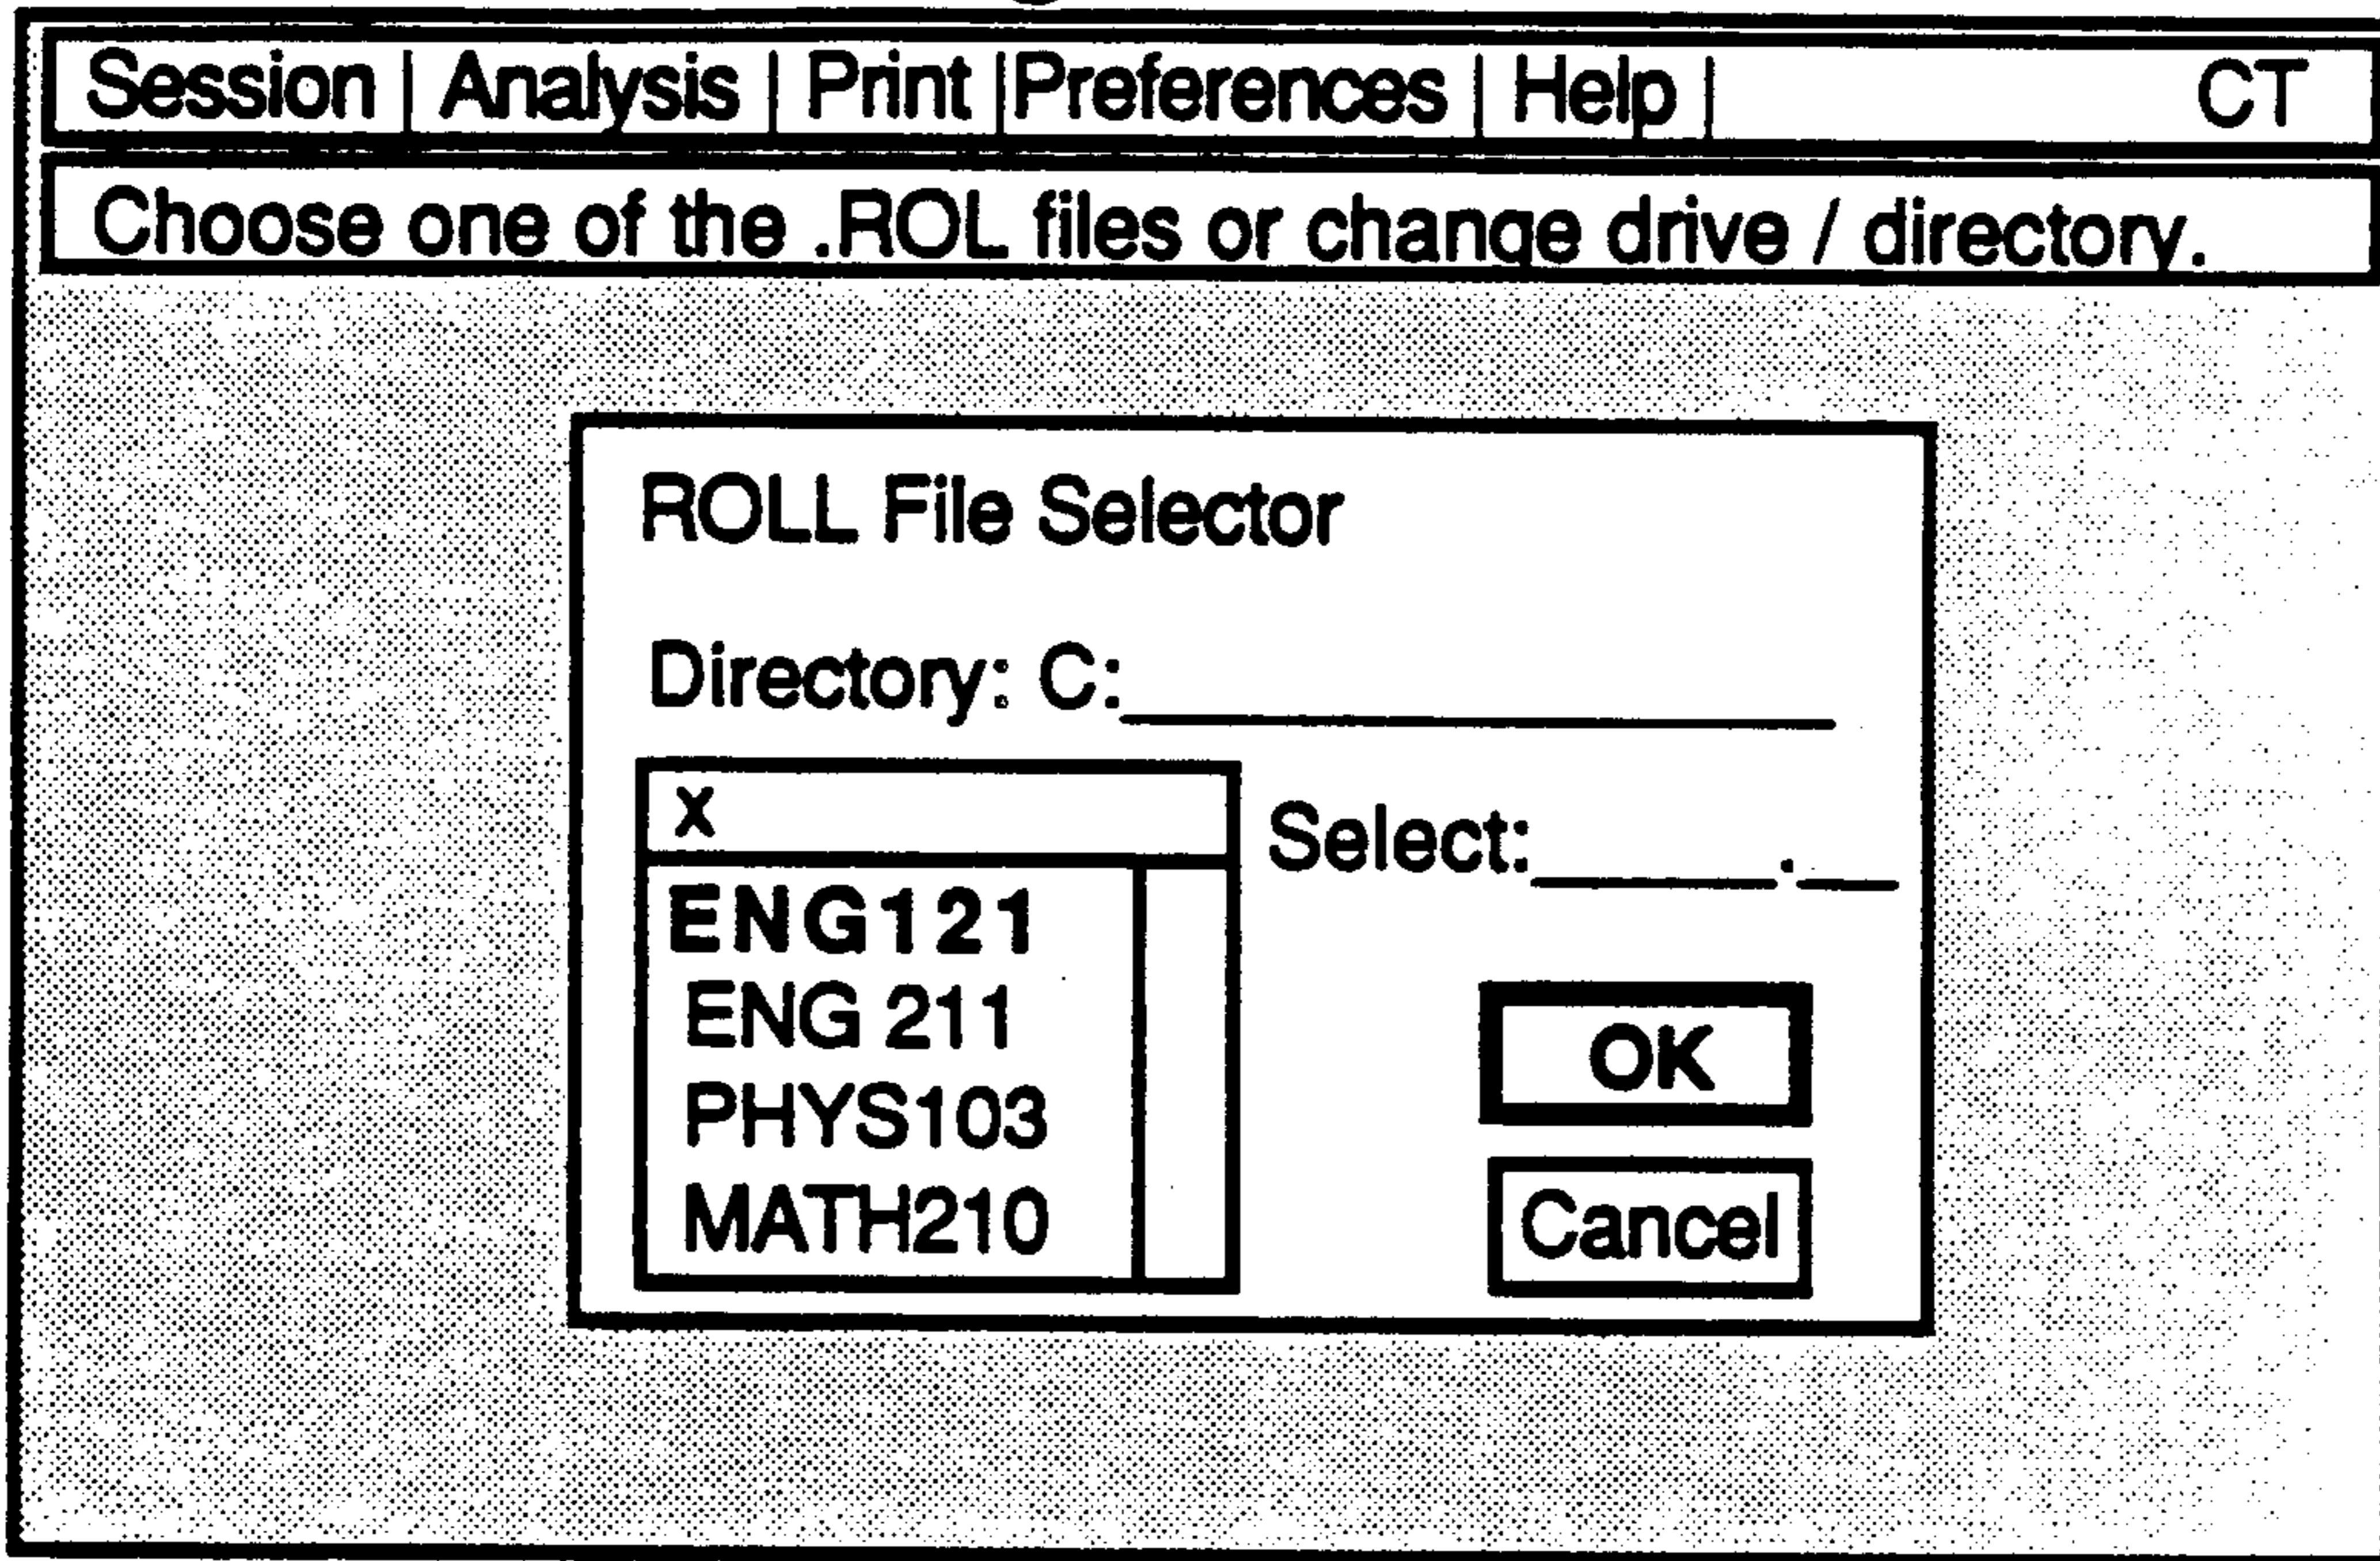 Session | Analysis | Print | Preferences | Help | CT
Choose one of the .ROL files or change drive / directory.
ROLL File Selector
Directory: C:
X
Select: .
ENG121
ENG 211
PHYS103
MATH210
OK
Cancel